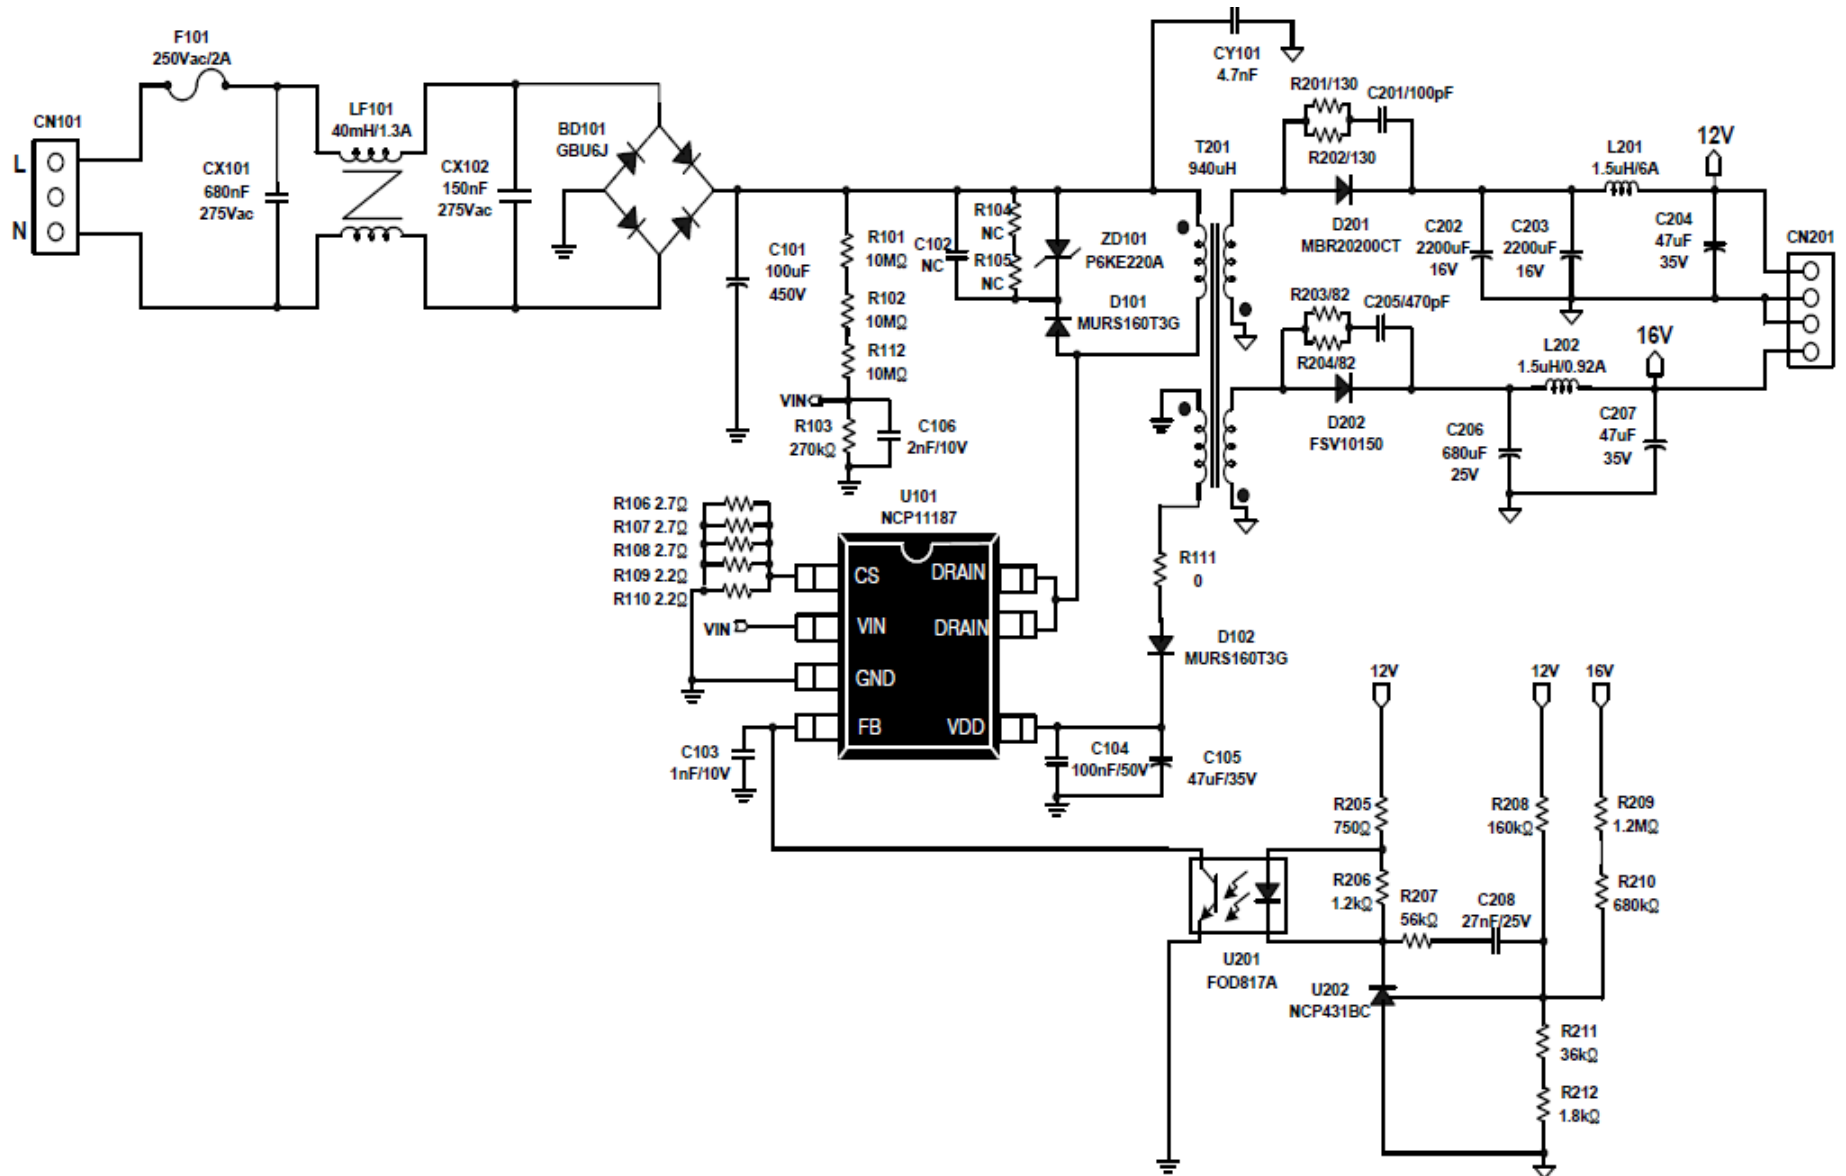 F101
250Vac/2A
CN101
L
N
CX101
680nF
275Vac
LF101
40mH/1.3A
CX102
150nF
275Vac
BD101
GBU6J
C101
100uF
450V
R101
10MΩ
R102
10MΩ
R112
10MΩ
VIN
R103
270kΩ
C106
2nF/10V
C102
NC
R104
NC
R105
NC
ZD101
P6KE220A
D101
MURS160T3G
CY101
4.7nF
T201
940uH
R201/130
C201/100pF
R202/130
D201
MBR20200CT
C202
2200uF
16V
C203
2200uF
16V
L201
1.5uH/6A
12V
C204
47uF
35V
CN201
R203/82
C205/470pF
R204/82
D202
FSV10150
C206
680uF
25V
L202
1.5uH/0.92A
16V
C207
47uF
35V
R106 2.7Ω
R107 2.7Ω
R108 2.7Ω
R109 2.2Ω
R110 2.2Ω
U101
NCP11187
CS
DRAIN
VIN
VIN
DRAIN
GND
FB
VDD
C103
1nF/10V
R111
0
D102
MURS160T3G
C104
100nF/50V
C105
47uF/35V
12V
12V
16V
R205
750Ω
R208
160kΩ
R209
1.2MΩ
R206
1.2kΩ
R207
56kΩ
C208
27nF/25V
R210
680kΩ
U201
FOD817A
U202
NCP431BC
R211
36kΩ
R212
1.8kΩ